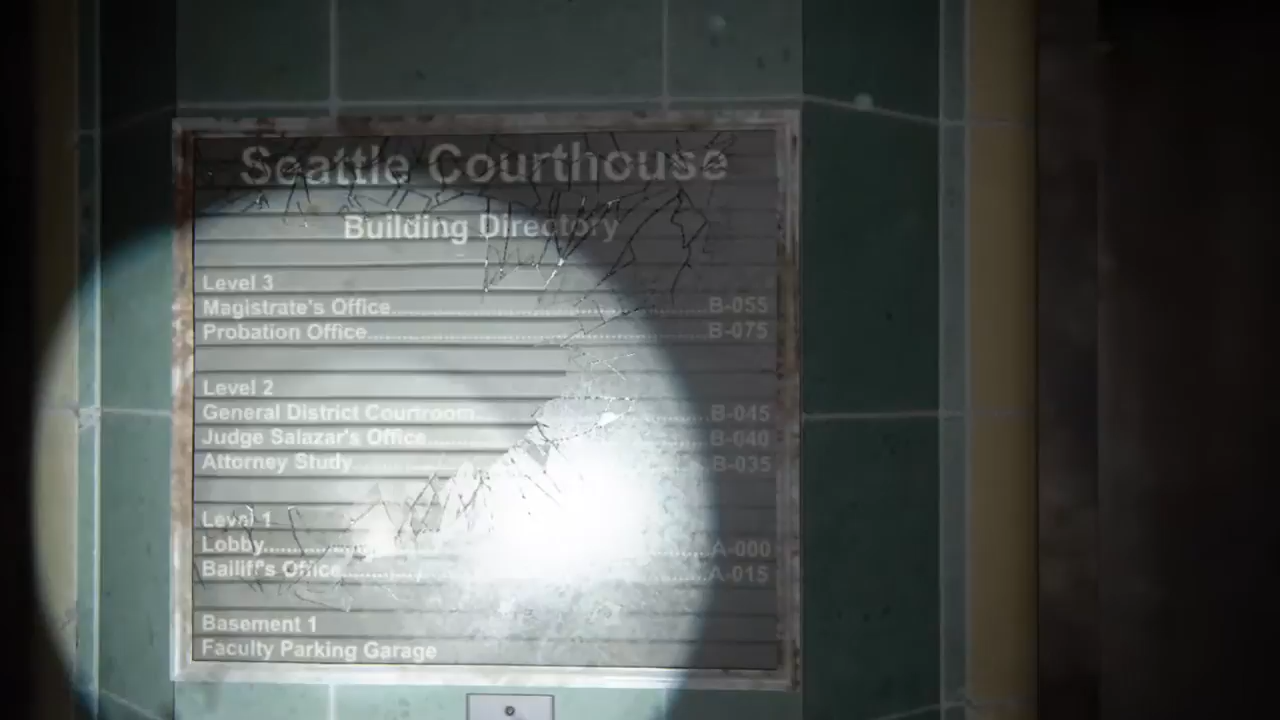 Seattle Courthouse
Building Directory
Level 3
Magistrate's Office B-055
Probation Office B-075
Level 2
General District Courtroom B-045
Judge Salazar's Office B-040
Attorney Study B-035
Level 1
Lobby A-000
Bailiff's Office A-015
Basement 1
Faculty Parking Garage